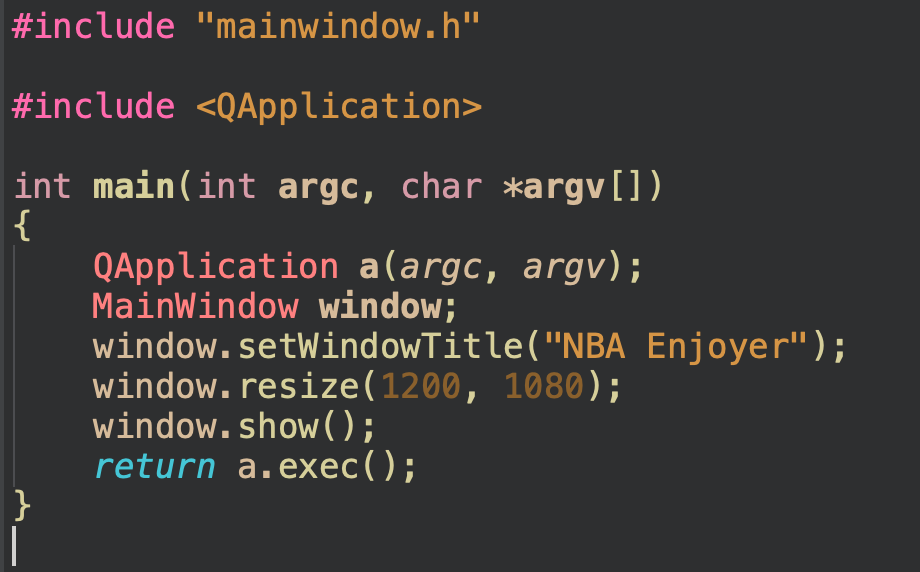 #include "mainwindow.h"
#include <QApplication>
int main(int argc, char *argv[])
{
    QApplication a(argc, argv);
    MainWindow window;
    window.setWindowTitle("NBA Enjoyer");
    window.resize(1200, 1080);
    window.show();
    return a.exec();
}